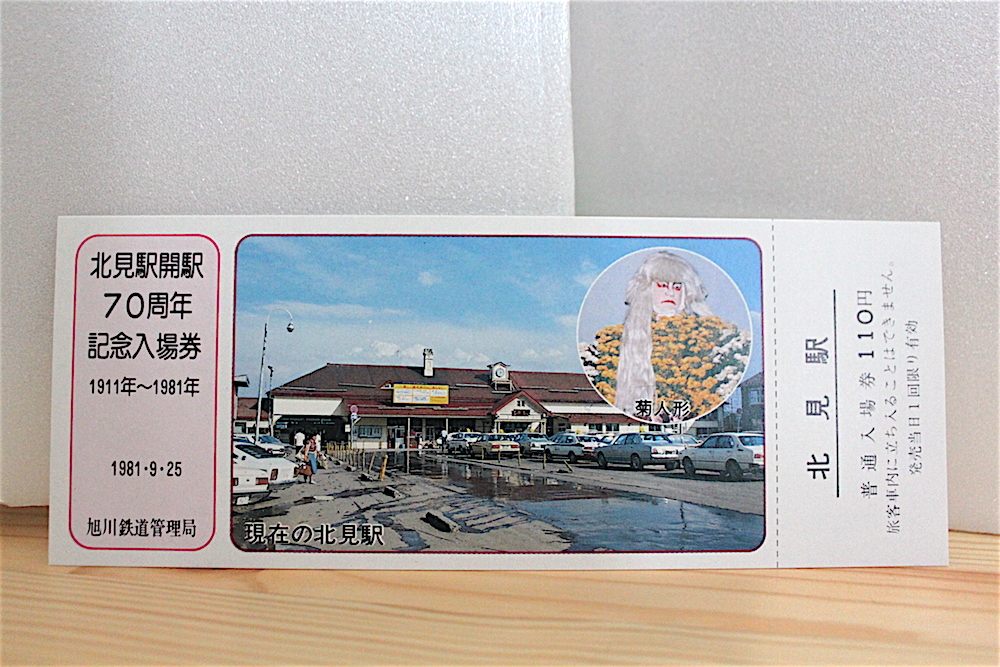 北見駅開駅
70周年
記念入場券
1911年～1981年
1981・9・25
旭川鉄道管理局
菊人形
現在の北見駅
北見駅
普通入場券110円
旅客車内に立ち入ることはできません。
発売当日1回限り有効